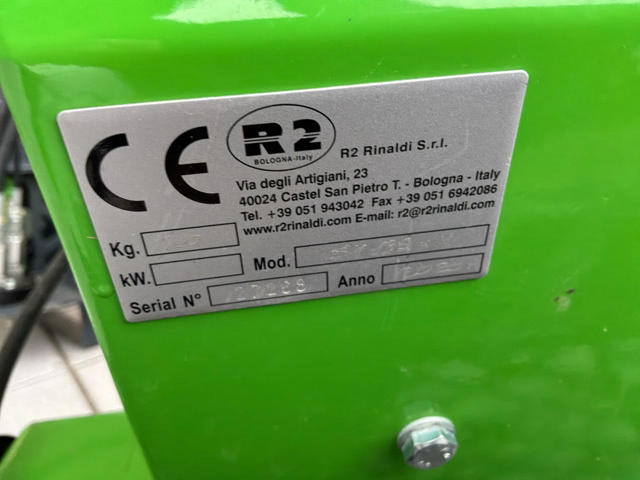 CE
R2
BOLOGNA-Italy
R2 Rinaldi S.r.l.
Via degli Artigiani, 23
40024 Castel San Pietro T. - Bologna - Italy
Tel. +39 051 943042 Fax +39 051 6942086
www.r2rinaldi.com E-mail: r2@r2rinaldi.com
Kg.
kW. Mod.
Serial N° 127288 Anno